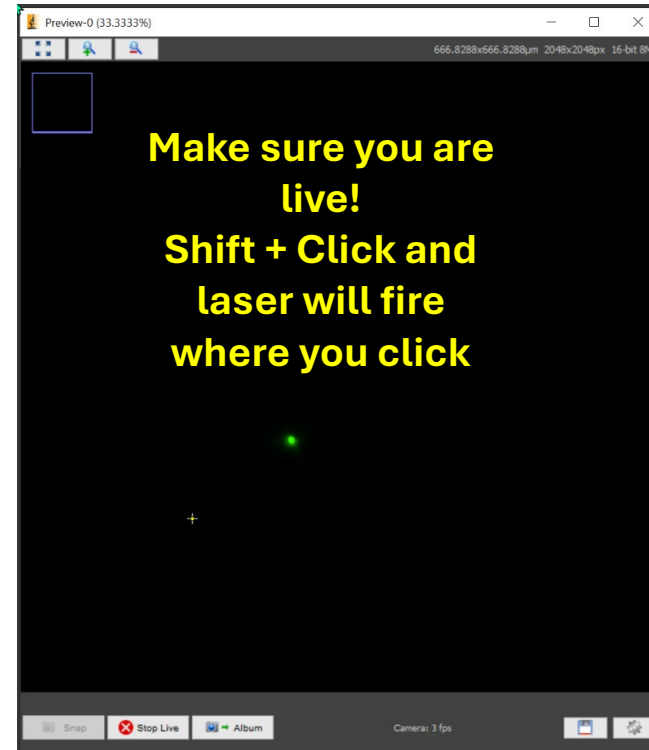 Preview-0 (33.3333%)
666.8288x666.8288µm 2048x2048px 16-bit 8M
Make sure you are
live!
Shift + Click and
laser will fire
where you click
Snap
Stop Live
Album
Camera: 3 fps